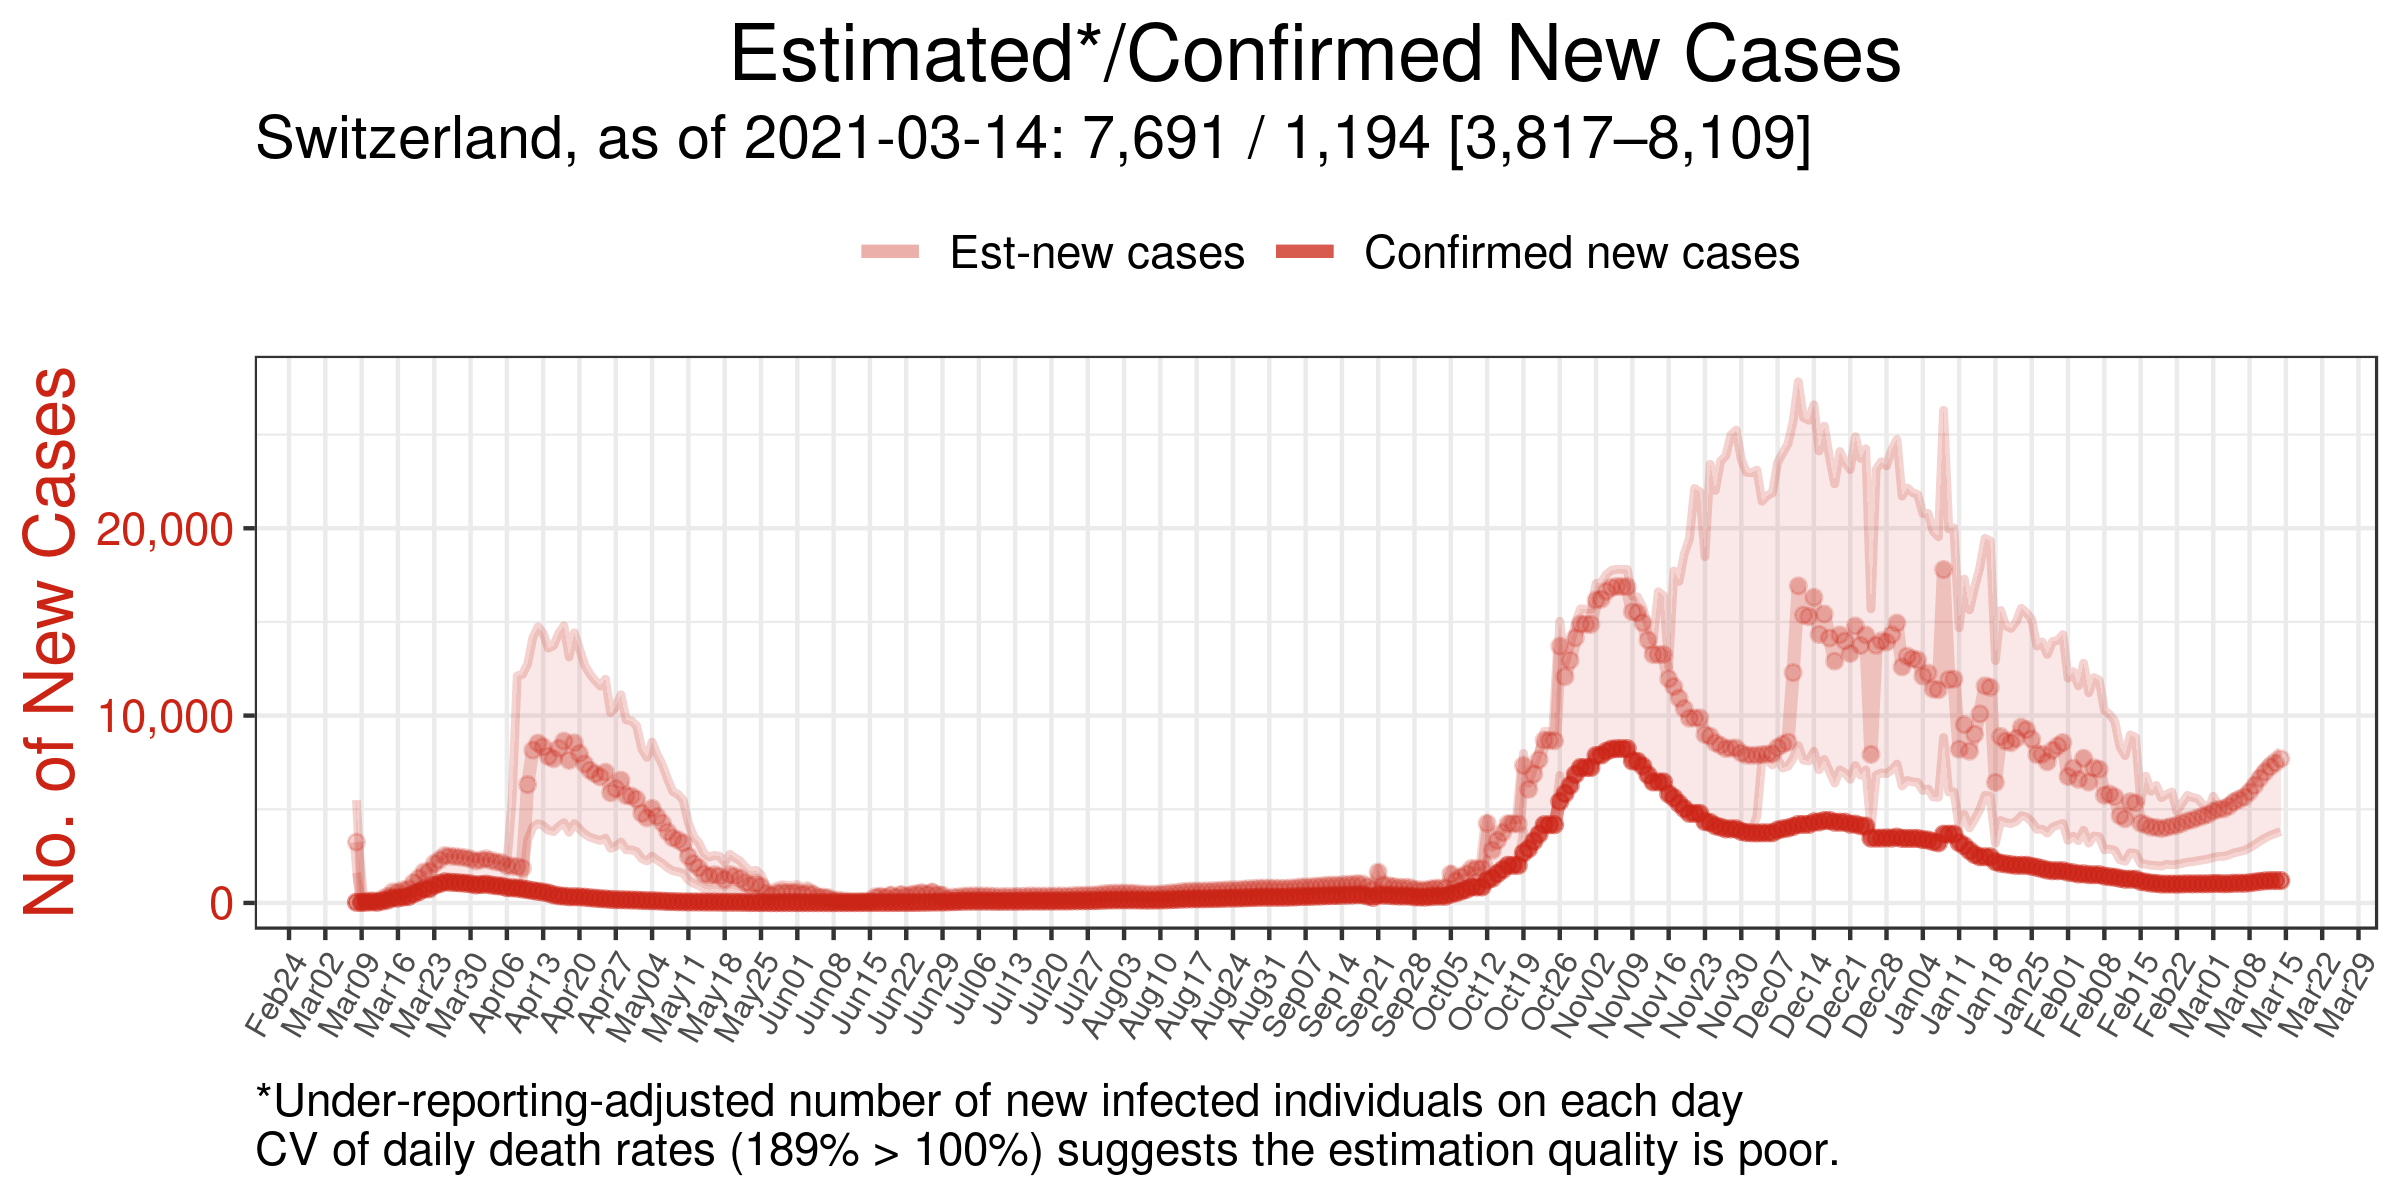 Estimated*/Confirmed New Cases
Switzerland, as of 2021-03-14: 7,691 / 1,194 [3,817–8,109]
Est-new cases Confirmed new cases
No. of New Cases
20,000
10,000
0
Feb24 Mar02 Mar09 Mar16 Mar23 Mar30 Apr06 Apr13 Apr20 Apr27 May04 May11 May18 May25 Jun01 Jun08 Jun15 Jun22 Jun29 Jul06 Jul13 Jul20 Jul27 Aug03 Aug10 Aug17 Aug24 Aug31 Sep07 Sep14 Sep21 Sep28 Oct05 Oct12 Oct19 Oct26 Nov02 Nov09 Nov16 Nov23 Nov30 Dec07 Dec14 Dec21 Dec28 Jan04 Jan11 Jan18 Jan25 Feb01 Feb08 Feb15 Feb22 Mar01 Mar08 Mar15 Mar22 Mar29
*Under-reporting-adjusted number of new infected individuals on each day
CV of daily death rates (189% > 100%) suggests the estimation quality is poor.